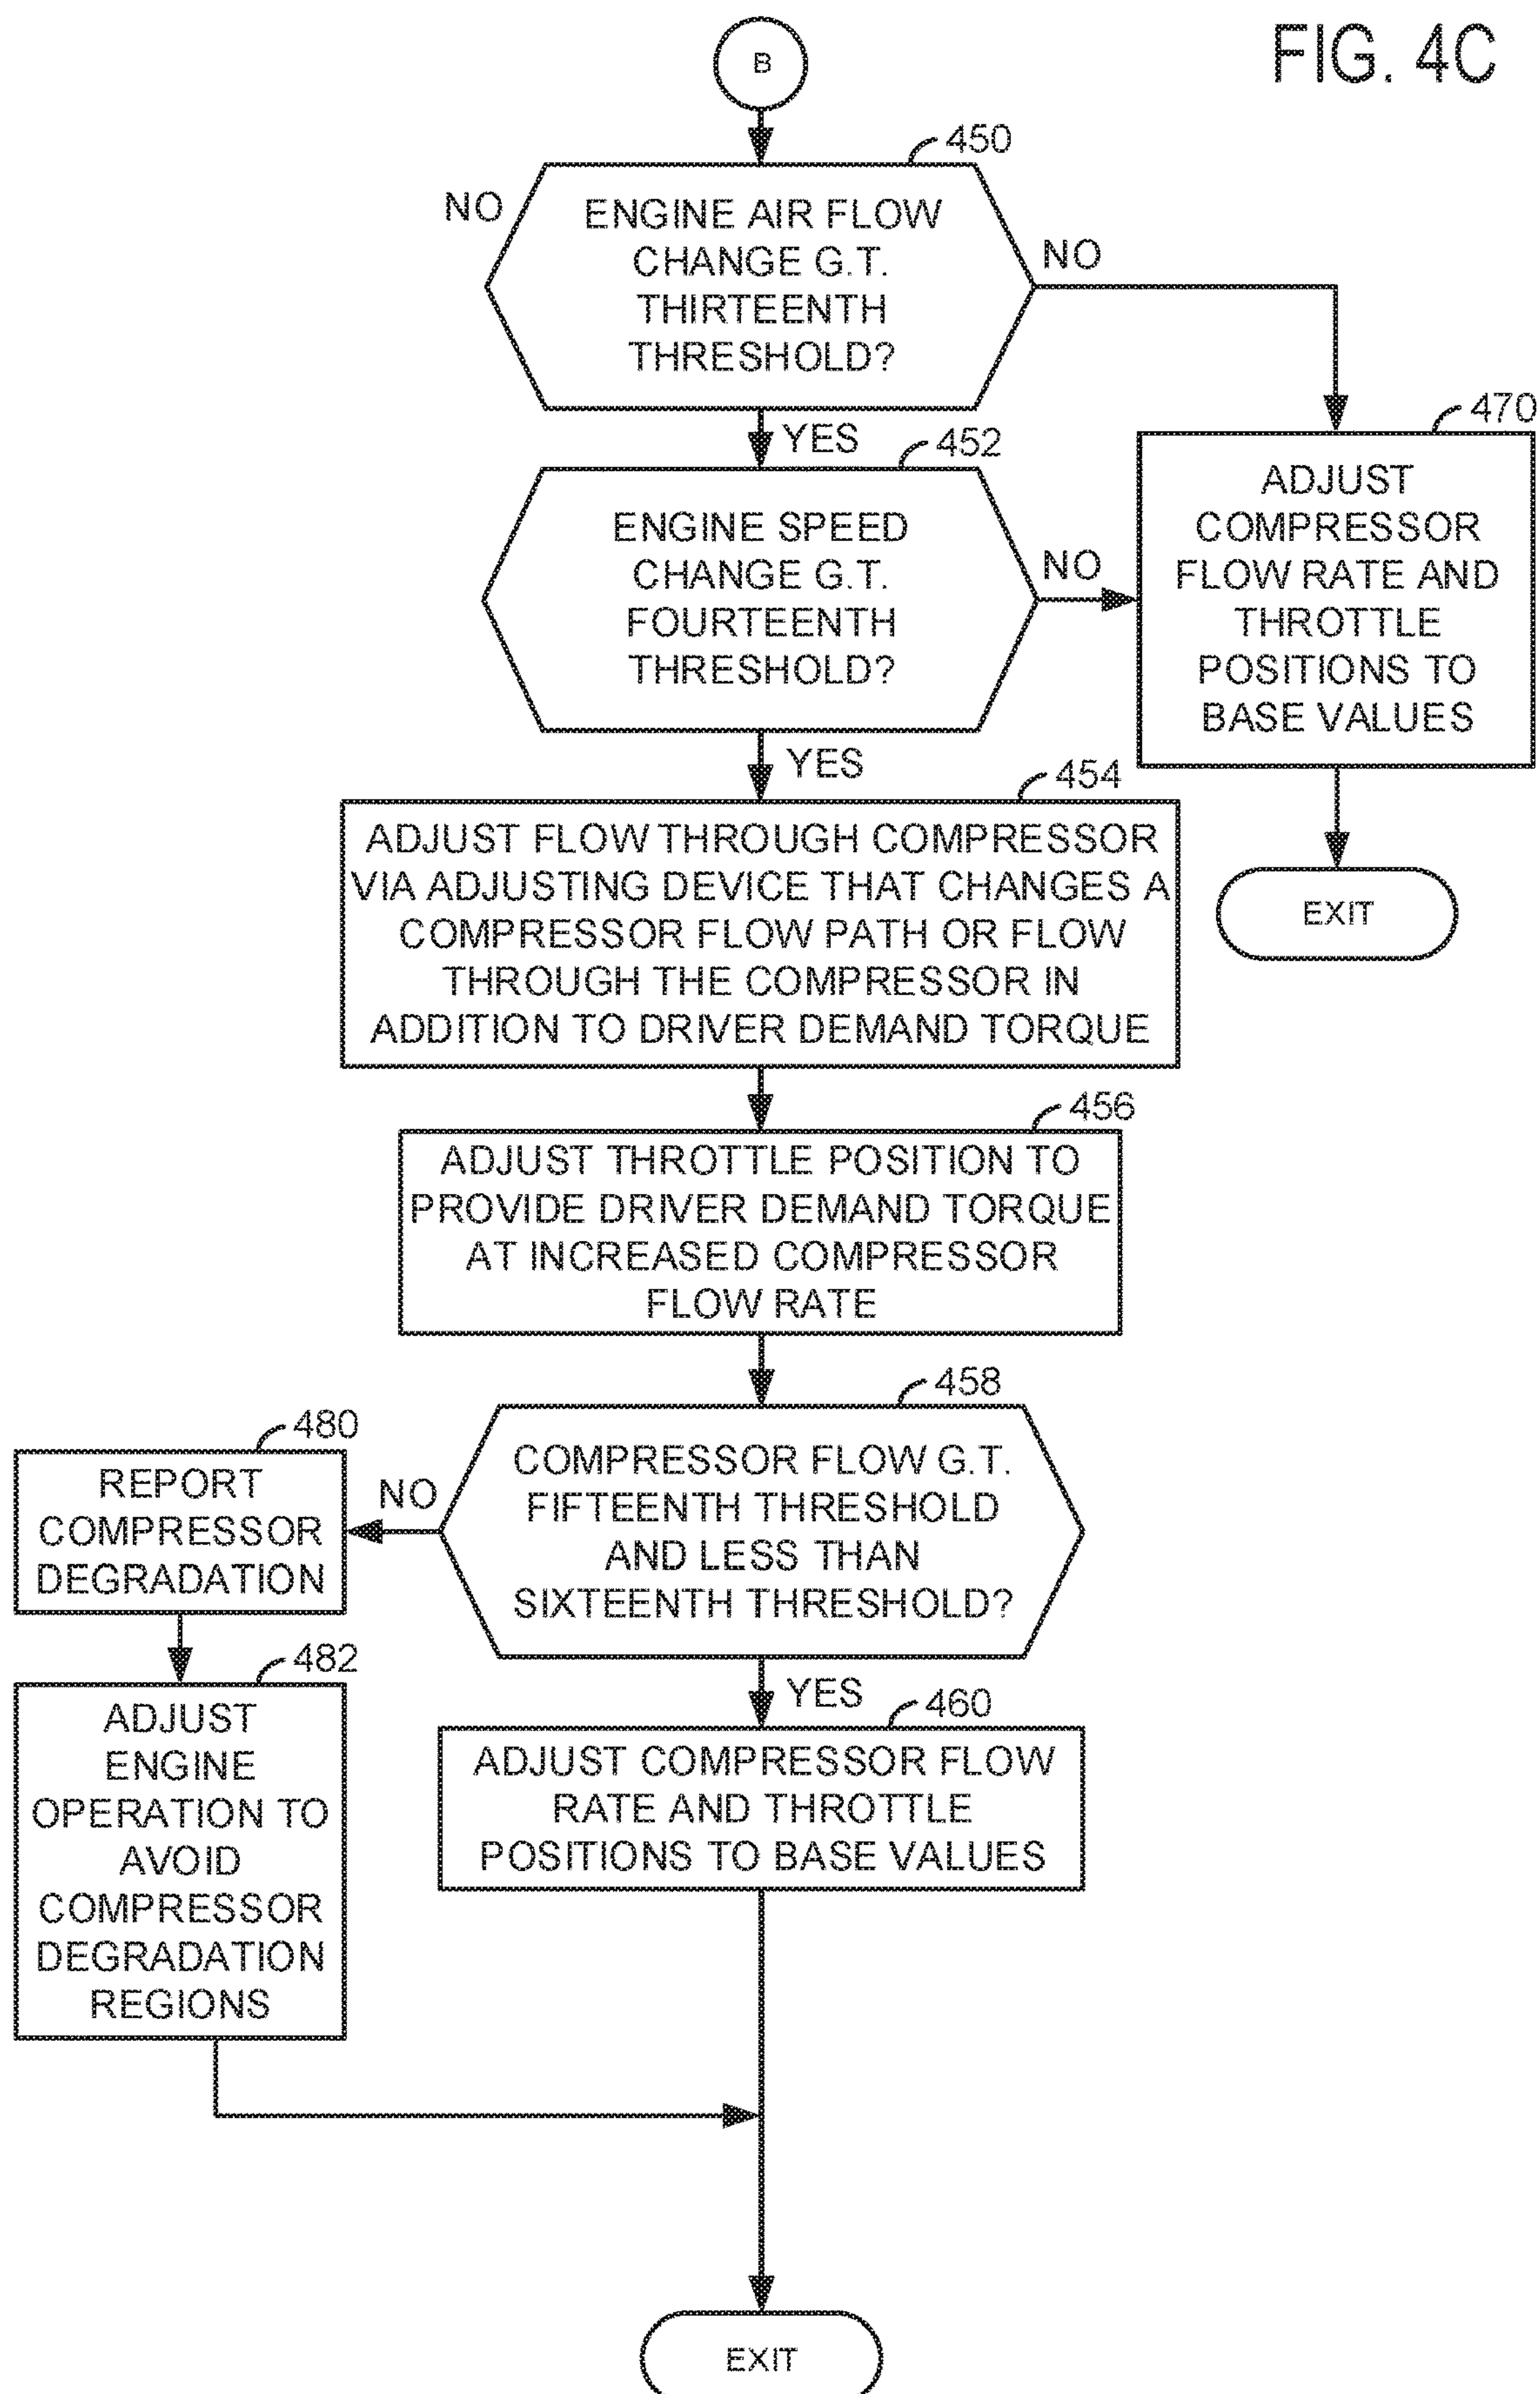 FIG. 4C
B
450
NO
ENGINE AIR FLOW
CHANGE G.T.
THIRTEENTH
THRESHOLD?
NO
YES
452
ENGINE SPEED
CHANGE G.T.
FOURTEENTH
THRESHOLD?
NO
470
ADJUST
COMPRESSOR
FLOW RATE AND
THROTTLE
POSITIONS TO
BASE VALUES
EXIT
YES
454
ADJUST FLOW THROUGH COMPRESSOR
VIA ADJUSTING DEVICE THAT CHANGES A
COMPRESSOR FLOW PATH OR FLOW
THROUGH THE COMPRESSOR IN
ADDITION TO DRIVER DEMAND TORQUE
456
ADJUST THROTTLE POSITION TO
PROVIDE DRIVER DEMAND TORQUE
AT INCREASED COMPRESSOR
FLOW RATE
458
COMPRESSOR FLOW G.T.
FIFTEENTH THRESHOLD
AND LESS THAN
SIXTEENTH THRESHOLD?
NO
480
REPORT
COMPRESSOR
DEGRADATION
482
ADJUST
ENGINE
OPERATION TO
AVOID
COMPRESSOR
DEGRADATION
REGIONS
YES
460
ADJUST COMPRESSOR FLOW
RATE AND THROTTLE
POSITIONS TO BASE VALUES
EXIT